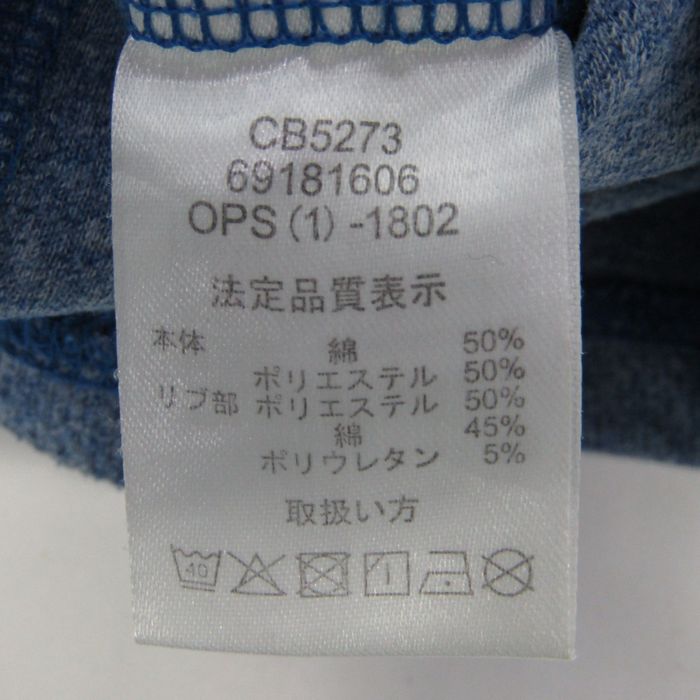 CB5273
69181606
OPS (1) -1802
法定品質表示
本体 綿 50%
ポリエステル 50%
リブ部 ポリエステル 50%
綿 45%
ポリウレタン 5%
取扱い方
40